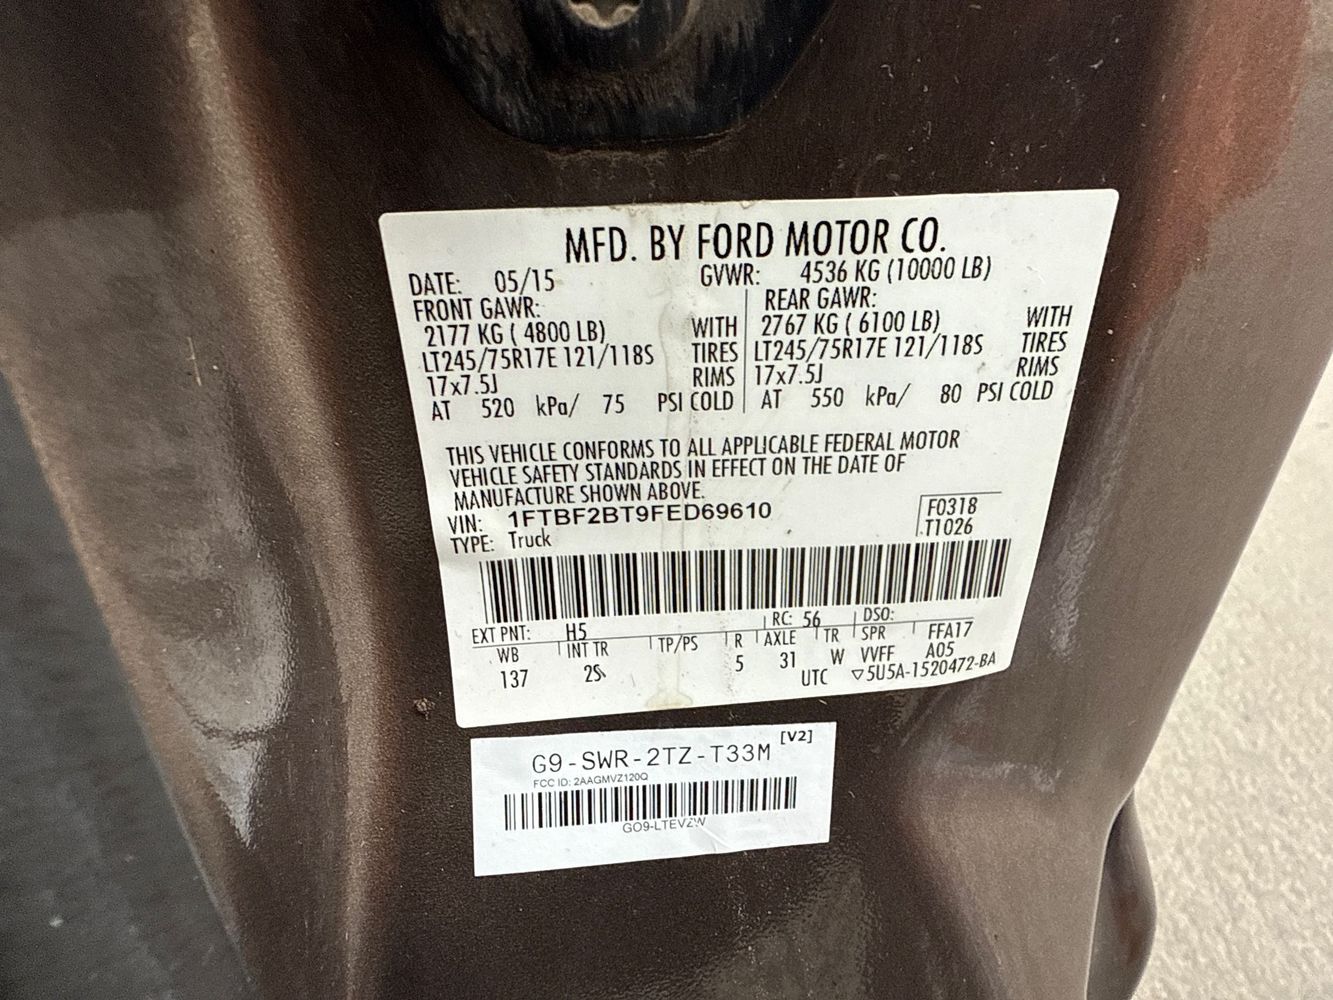 MFD. BY FORD MOTOR CO.
DATE: 05/15 GVWR: 4536 KG (10000 LB)
FRONT GAWR: REAR GAWR:
2177 KG ( 4800 LB) WITH 2767 KG ( 6100 LB) WITH
LT245/75R17E 121/118S TIRES LT245/75R17E 121/118S TIRES
17x7.5J RIMS 17x7.5J RIMS
AT 520 kPa/ 75 PSI COLD AT 550 kPa/ 80 PSI COLD
THIS VEHICLE CONFORMS TO ALL APPLICABLE FEDERAL MOTOR
VEHICLE SAFETY STANDARDS IN EFFECT ON THE DATE OF
MANUFACTURE SHOWN ABOVE.
VIN: 1FTBF2BT9FED69610 F0318
TYPE: Truck T1026
EXT PNT: H5 RC: 56 DSO:
WB INT TR TP/PS R AXLE TR SPR FFA17
137 2S 5 31 W VVFF A05
UTC ▽5U5A-1520472-BA
G9-SWR-2TZ-T33M [V2]
FCC ID: 2AAGMVZ120Q
GO9-LTEVZW